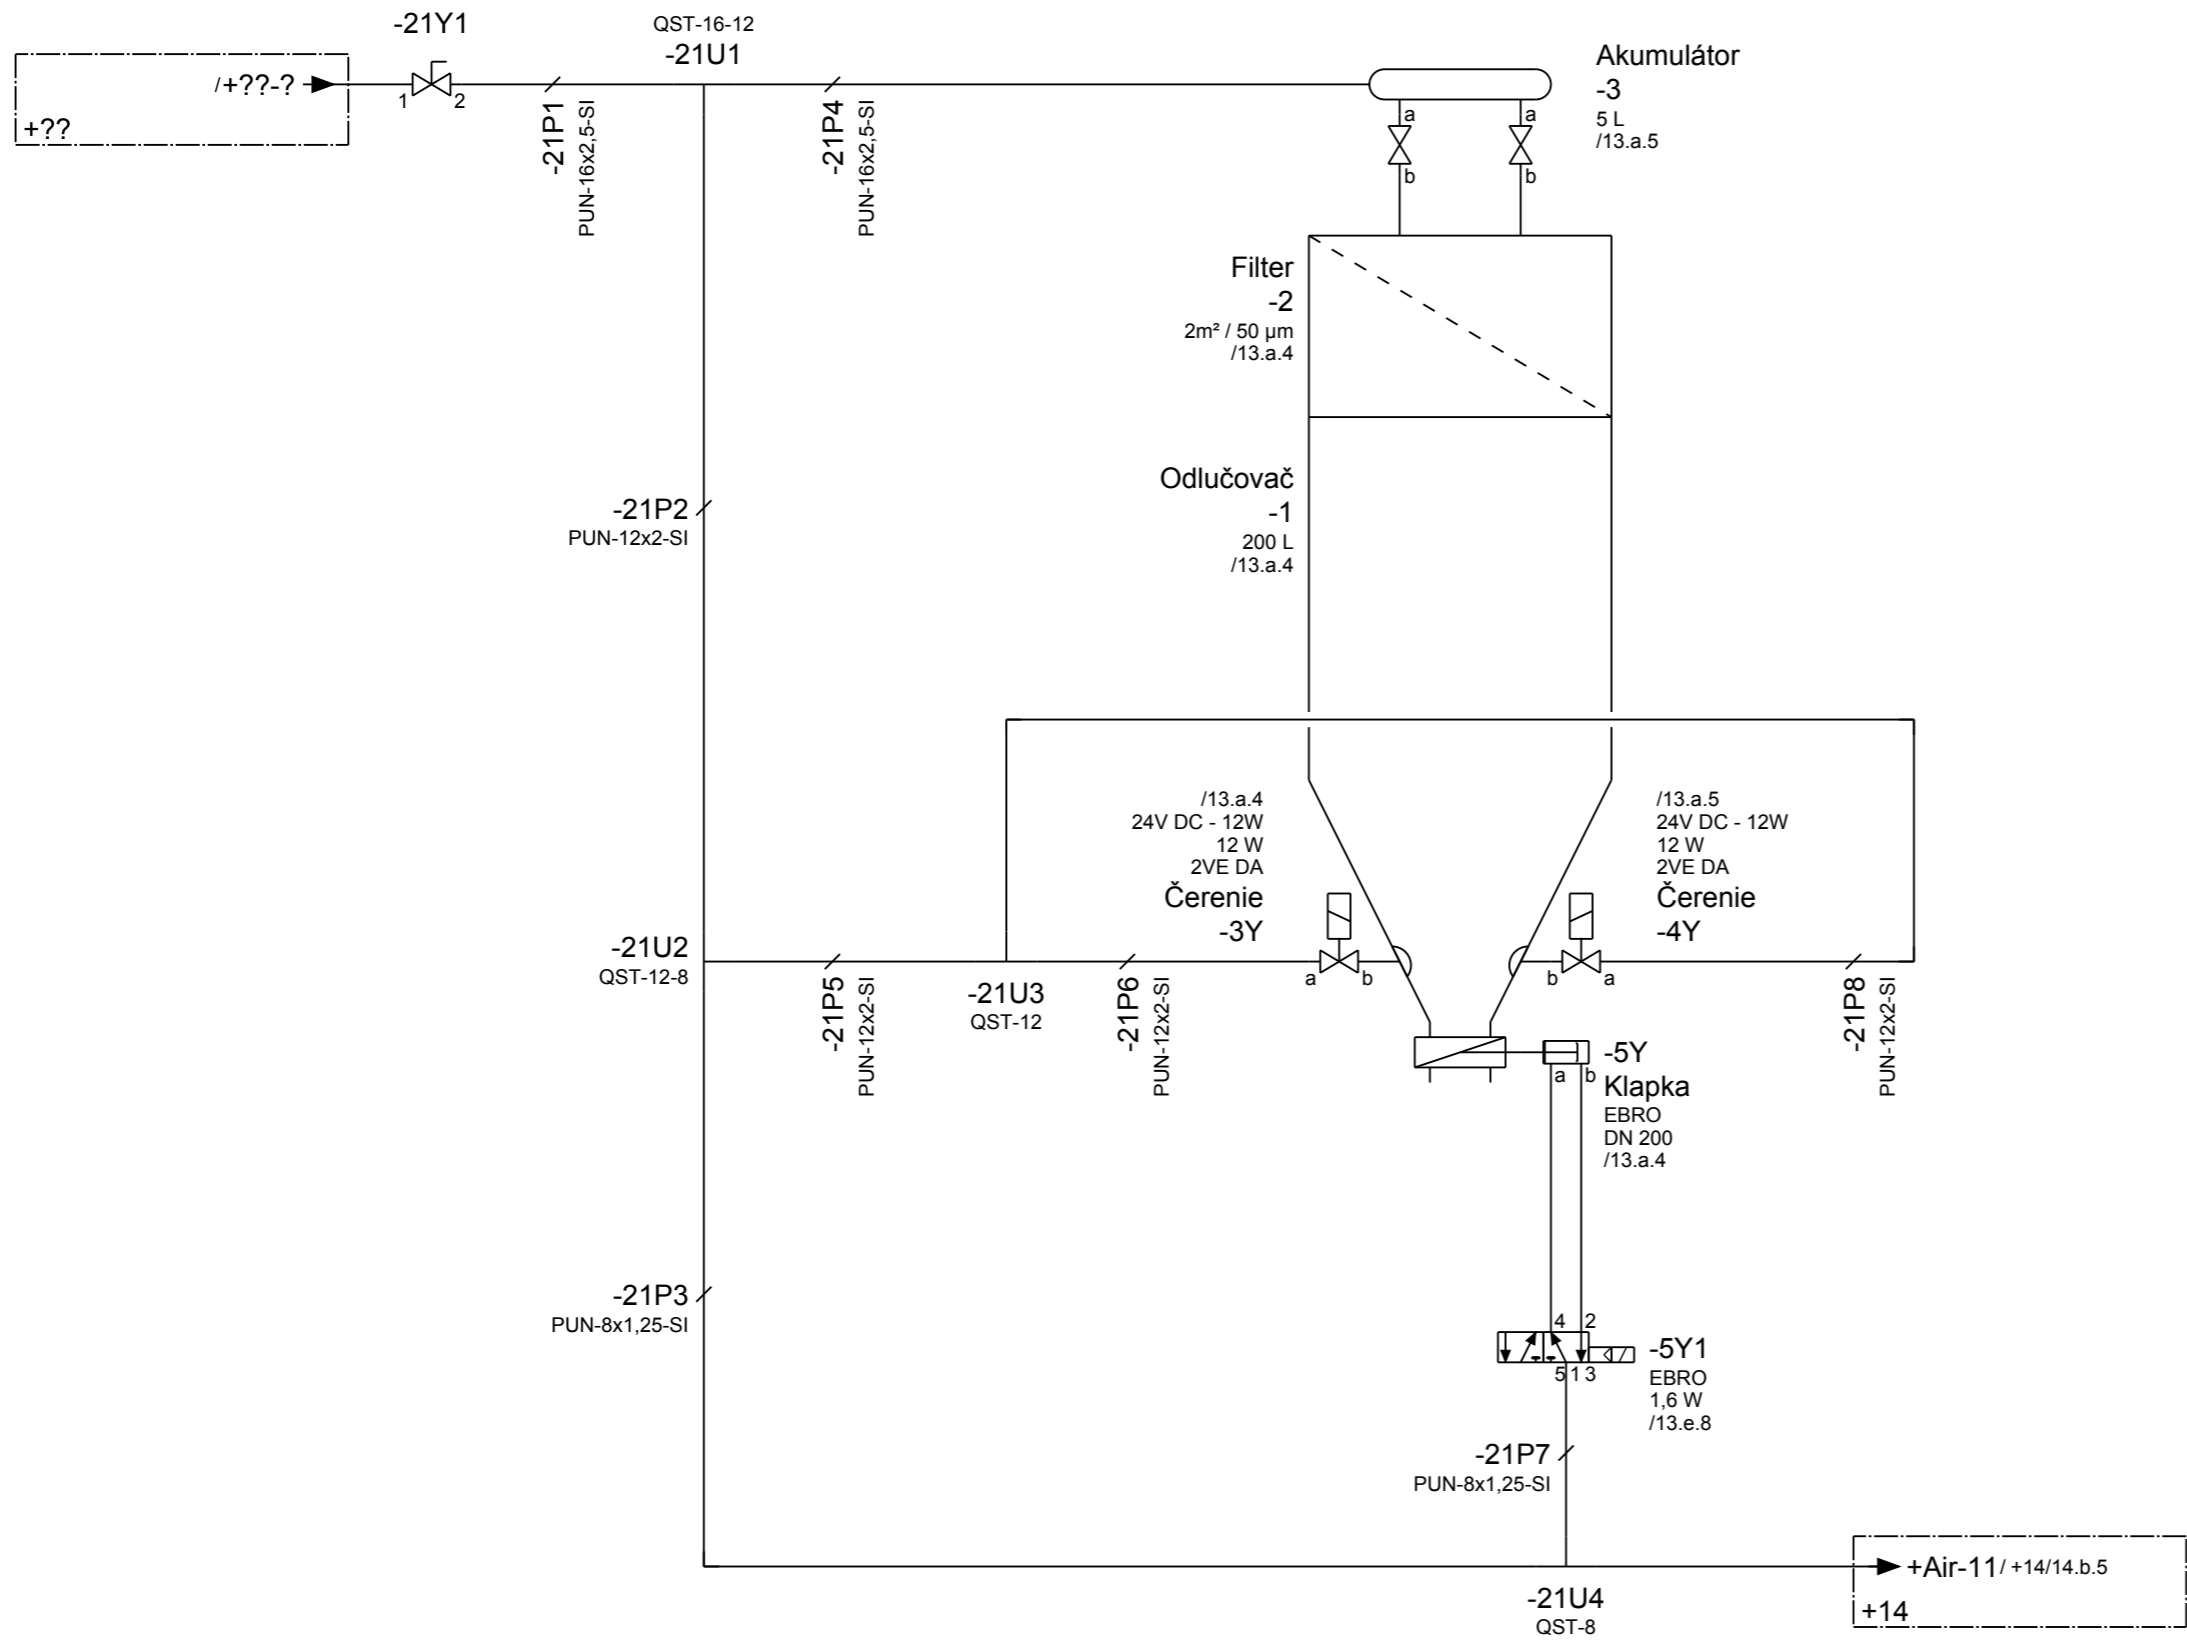 -21Y1
QST-16-12
-21U1
/+??-?
+??
1
2
-21P1
PUN-16x2,5-SI
-21P4
PUN-16x2,5-SI
Akumulátor
-3
5 L
/13.a.5
a
a
b
b
Filter
-2
2m² / 50 µm
/13.a.4
Odlučovač
-1
200 L
/13.a.4
-21P2
PUN-12x2-SI
/13.a.4
24V DC - 12W
12 W
2VE DA
Čerenie
-3Y
/13.a.5
24V DC - 12W
12 W
2VE DA
Čerenie
-4Y
-21U2
QST-12-8
-21P5
PUN-12x2-SI
-21U3
QST-12
-21P6
PUN-12x2-SI
a
b
b
a
-21P8
PUN-12x2-SI
-5Y
a
b
Klapka
EBRO
DN 200
/13.a.4
-21P3
PUN-8x1,25-SI
4
2
5
1
3
-5Y1
EBRO
1,6 W
/13.e.8
-21P7
PUN-8x1,25-SI
+Air-11/ +14/14.b.5
+14
-21U4
QST-8